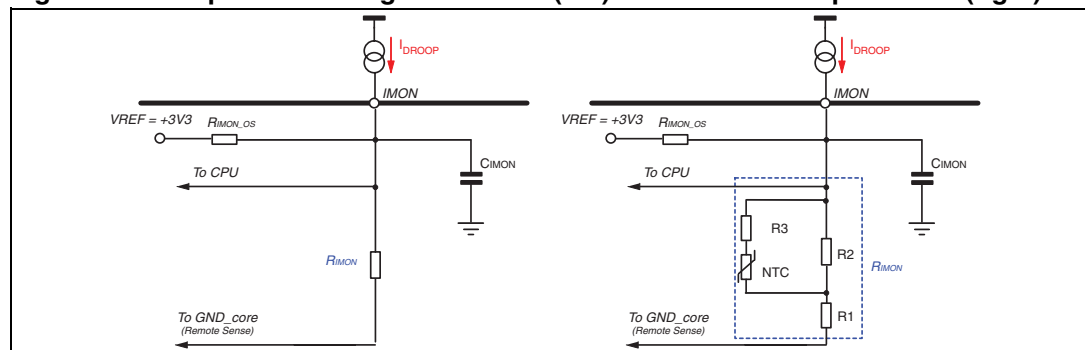 IDROOP
IMON
VREF = +3V3
RIMON_OS
CIMON
To CPU
RIMON
To GND_core
(Remote Sense)
IDROOP
IMON
VREF = +3V3
RIMON_OS
CIMON
To CPU
R3
R2
NTC
RIMON
R1
To GND_core
(Remote Sense)